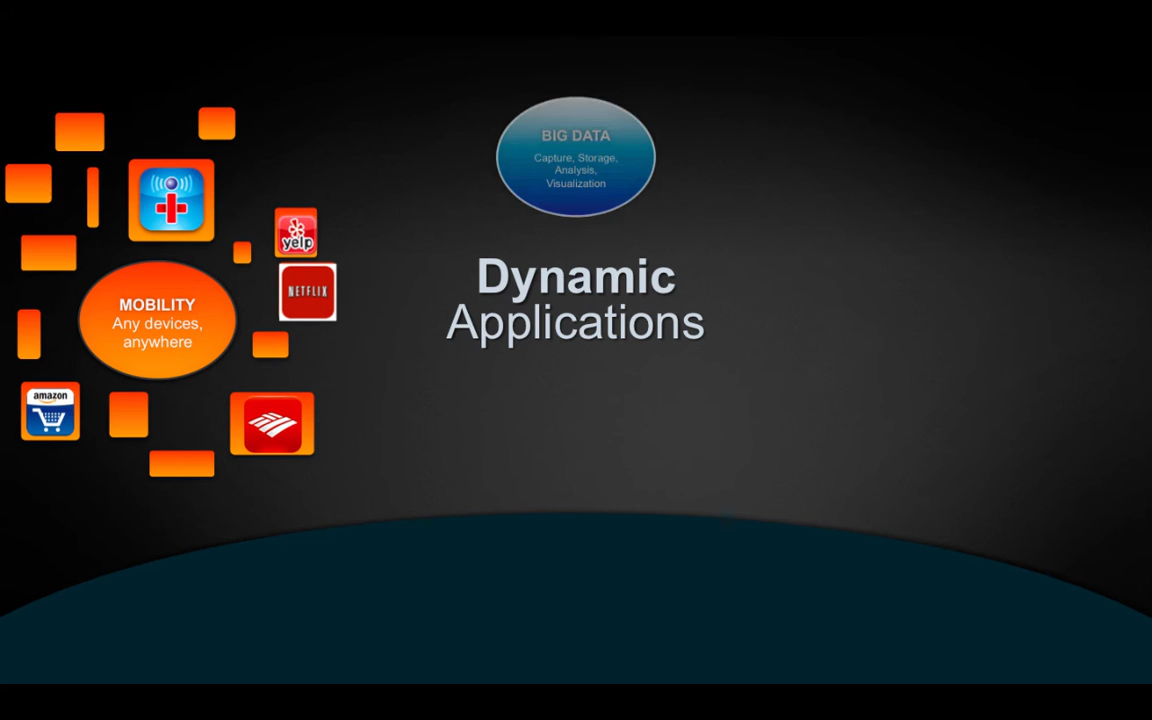 BIG DATA
Capture, Storage,
Analysis,
Visualization
yelp
Dynamic
Applications
NETFLIX
MOBILITY
Any devices,
anywhere
amazon